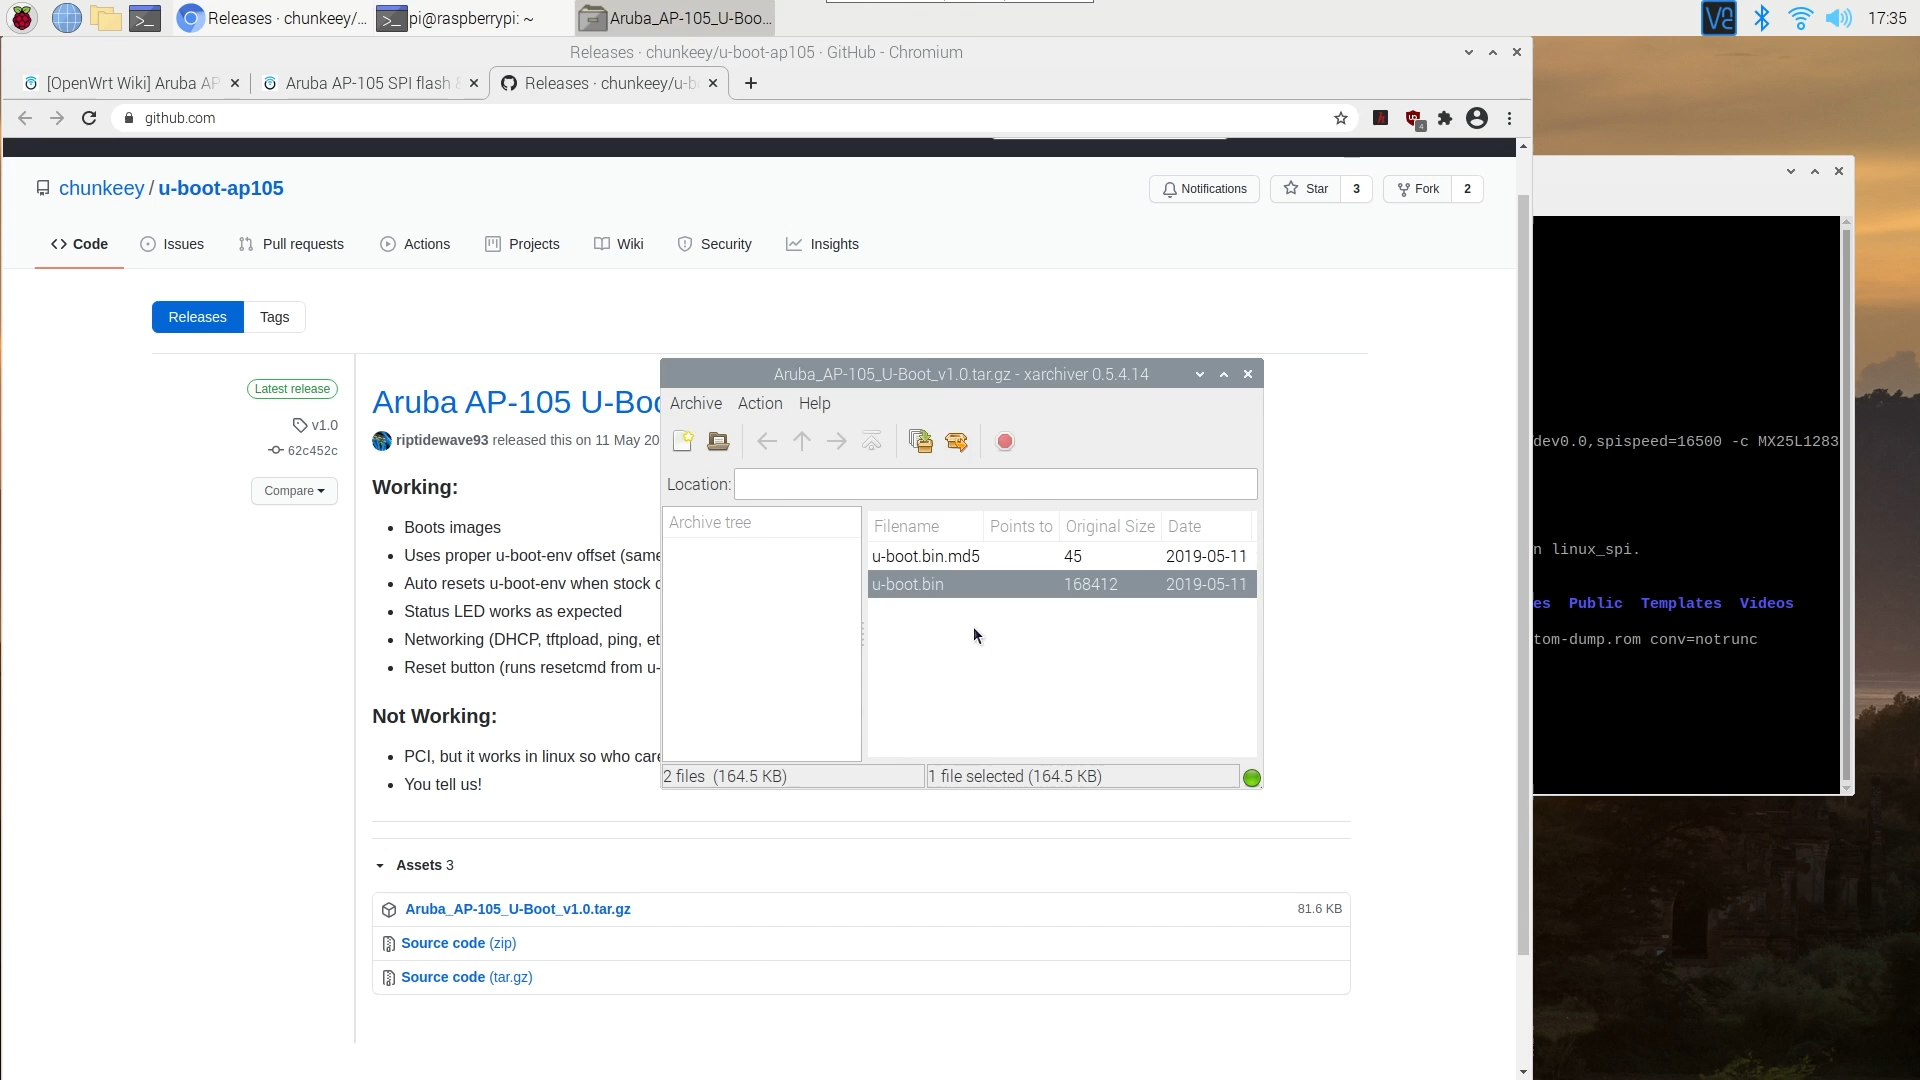 Releases · chunkeey/...
pi@raspberrypi: ~
Aruba_AP-105_U-Boo...
17:35
Releases · chunkeey/u-boot-ap105 · GitHub - Chromium
[OpenWrt Wiki] Aruba AP
Aruba AP-105 SPI flash
Releases · chunkeey/u-b
github.com
4
chunkeey / u-boot-ap105
Notifications
Star 3
Fork 2
Code
Issues
Pull requests
Actions
Projects
Wiki
Security
Insights
Releases
Tags
Latest release
v1.0
62c452c
Compare
Aruba AP-105 U-Boo
riptidewave93 released this on 11 May 20
Working:
Boots images
Uses proper u-boot-env offset (same
Auto resets u-boot-env when stock c
Status LED works as expected
Networking (DHCP, tftpload, ping, et
Reset button (runs resetcmd from u-
Not Working:
PCI, but it works in linux so who care
You tell us!
Assets 3
Aruba_AP-105_U-Boot_v1.0.tar.gz
81.6 KB
Source code (zip)
Source code (tar.gz)
Aruba_AP-105_U-Boot_v1.0.tar.gz - xarchiver 0.5.4.14
Archive Action Help
Location:
Archive tree
Filename Points to Original Size Date
u-boot.bin.md5 45 2019-05-11
u-boot.bin 168412 2019-05-11
2 files (164.5 KB)
1 file selected (164.5 KB)
dev0.0,spispeed=16500 -c MX25L1283
n linux_spi.
es Public Templates Videos
tom-dump.rom conv=notrunc